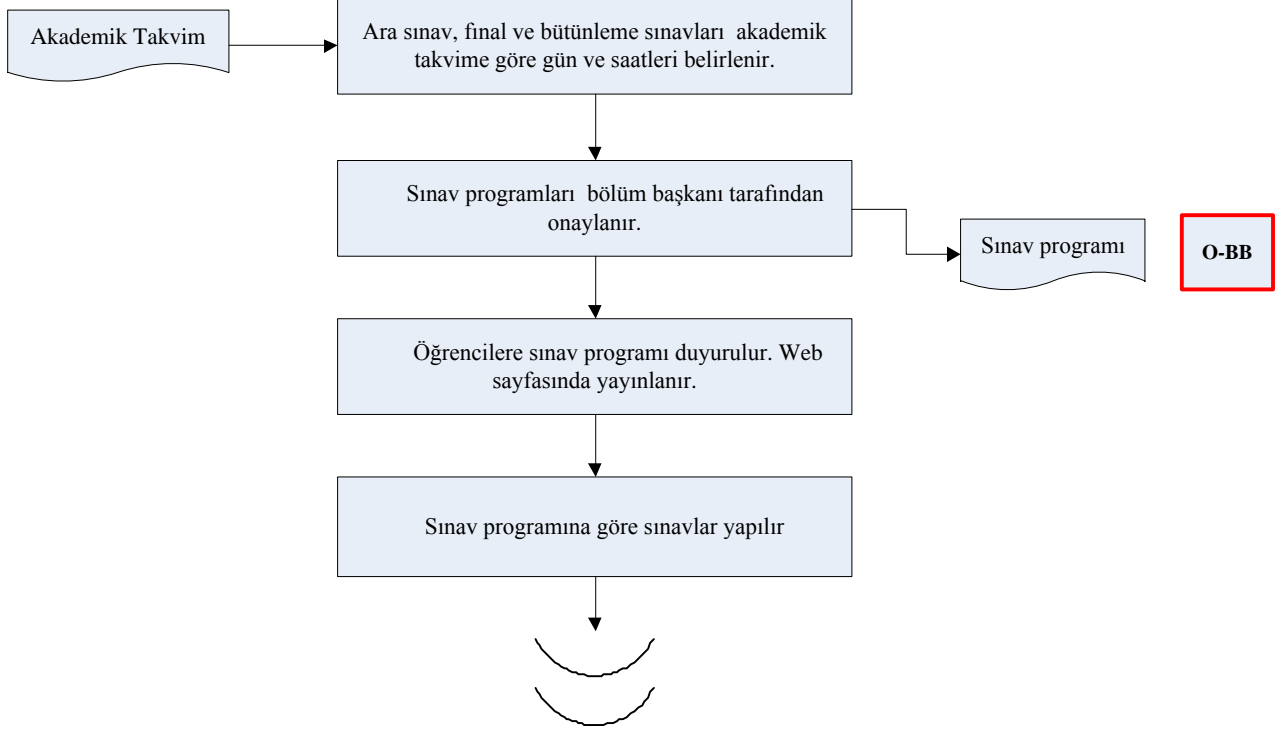 Akademik Takvim
Ara sınav, final ve bütünleme sınavları akademik
takvime göre gün ve saatleri belirlenir.
Sınav programları bölüm başkanı tarafindan
onaylanır.
Sınav programı
O-BB
Öğrencilere sınav programı duyurulur. Web
sayfasında yayınlanır.
Sınav programına göre sınavlar yapılır